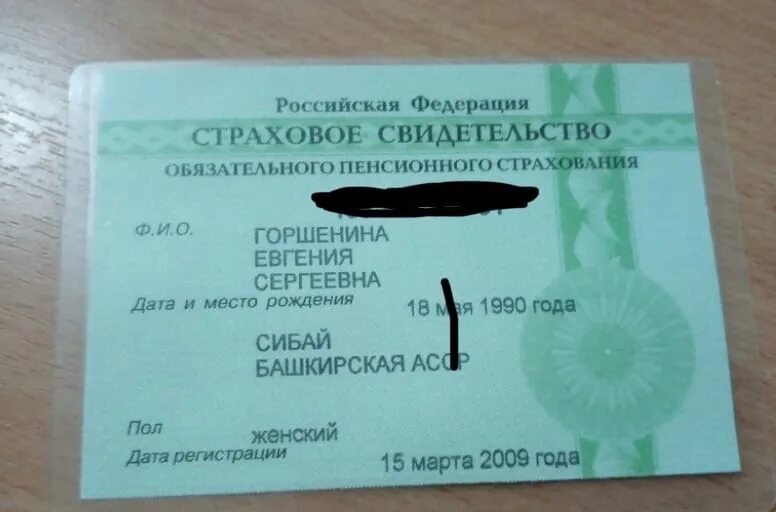 Российская Федерация
СТРАХОВОЕ СВИДЕТЕЛЬСТВО
ОБЯЗАТЕЛЬНОГО ПЕНСИОННОГО СТРАХОВАНИЯ
Ф.И.О. ГОРШЕНИНА
ЕВГЕНИЯ
СЕРГЕЕВНА
Дата и место рождения 18 мая 1990 года
СИБАЙ
БАШКИРСКАЯ АССР
Пол женский
Дата регистрации 15 марта 2009 года